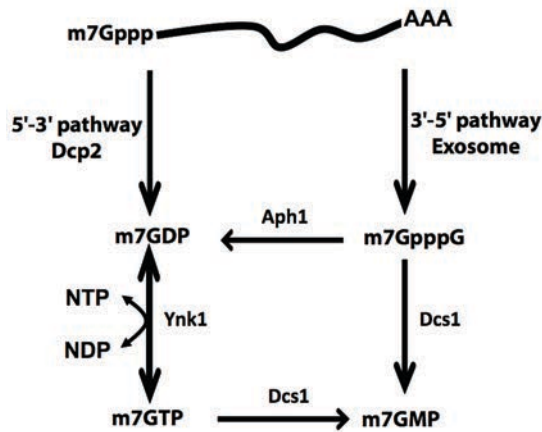 m7Gppp AAA
5'-3' pathway
Dcp2
3'-5' pathway
Exosome
Aph1
m7GDP
m7GpppG
NTP
Ynk1
NDP
Dcs1
Dcs1
m7GTP
m7GMP